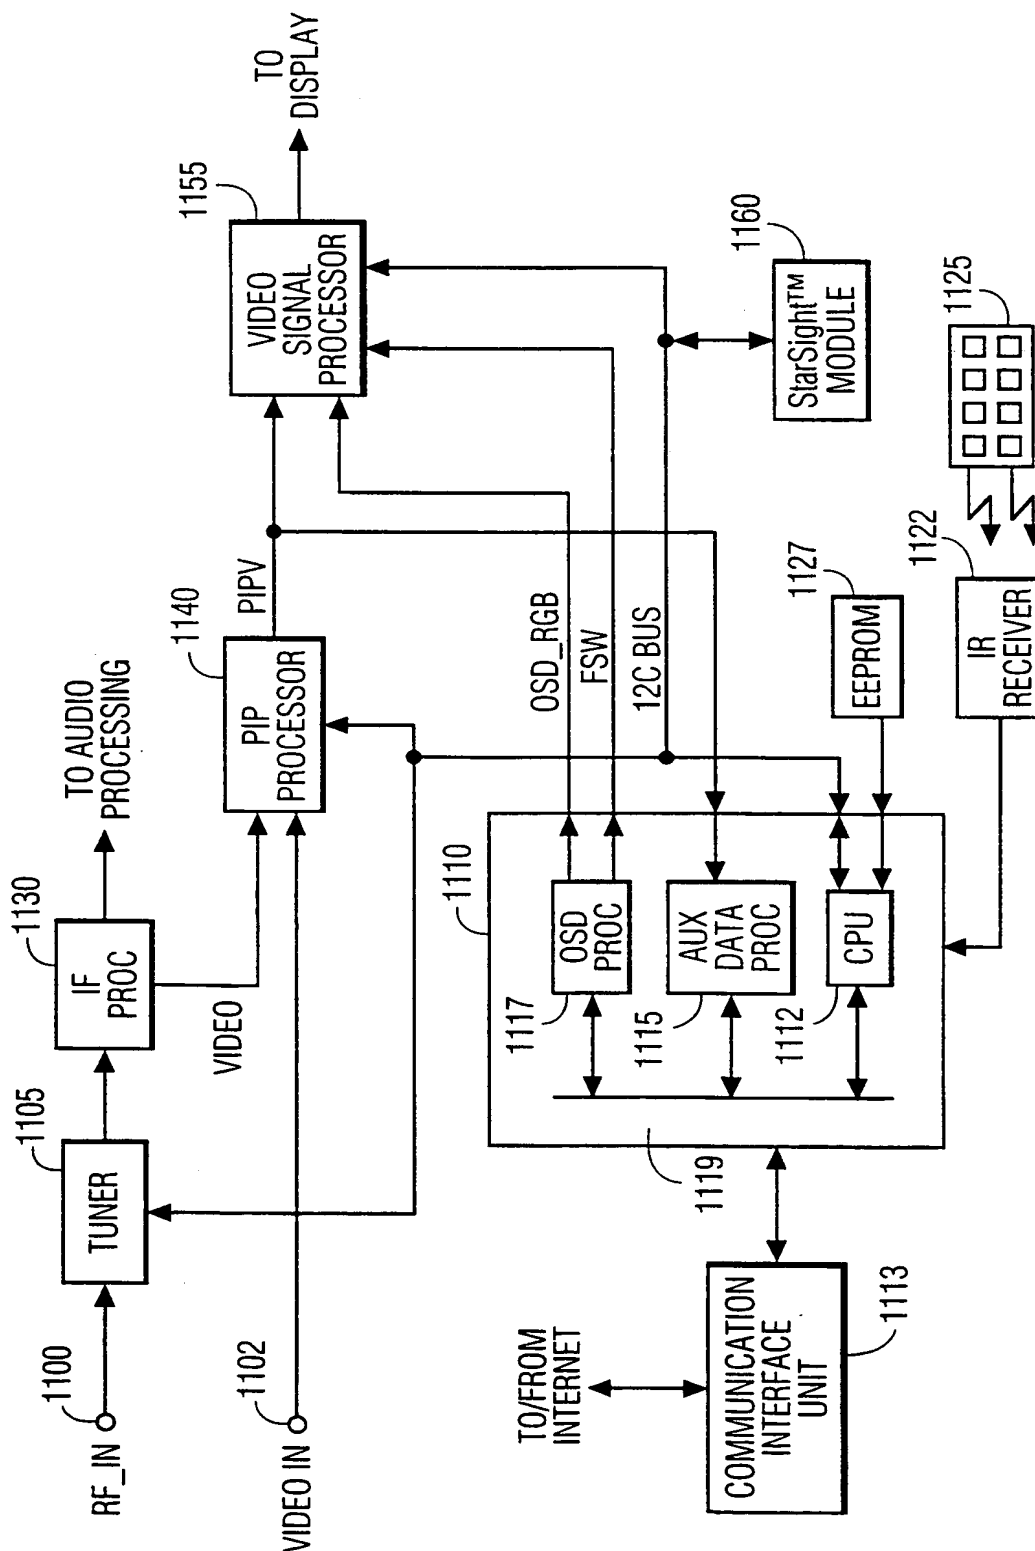 RF_IN
1100
TUNER
1105
IF
PROC
1130
TO AUDIO
PROCESSING
VIDEO
VIDEO IN
1102
PIP
PROCESSOR
1140
PIPV
VIDEO
SIGNAL
PROCESSOR
1155
TO
DISPLAY
OSD_RGB
FSW
12C BUS
1110
OSD
PROC
1117
AUX
DATA
PROC
1115
CPU
1112
1119
TO/FROM
INTERNET
COMMUNICATION
INTERFACE
UNIT
1113
EEPROM
1127
IR
RECEIVER
1122
1125
StarSight™
MODULE
1160